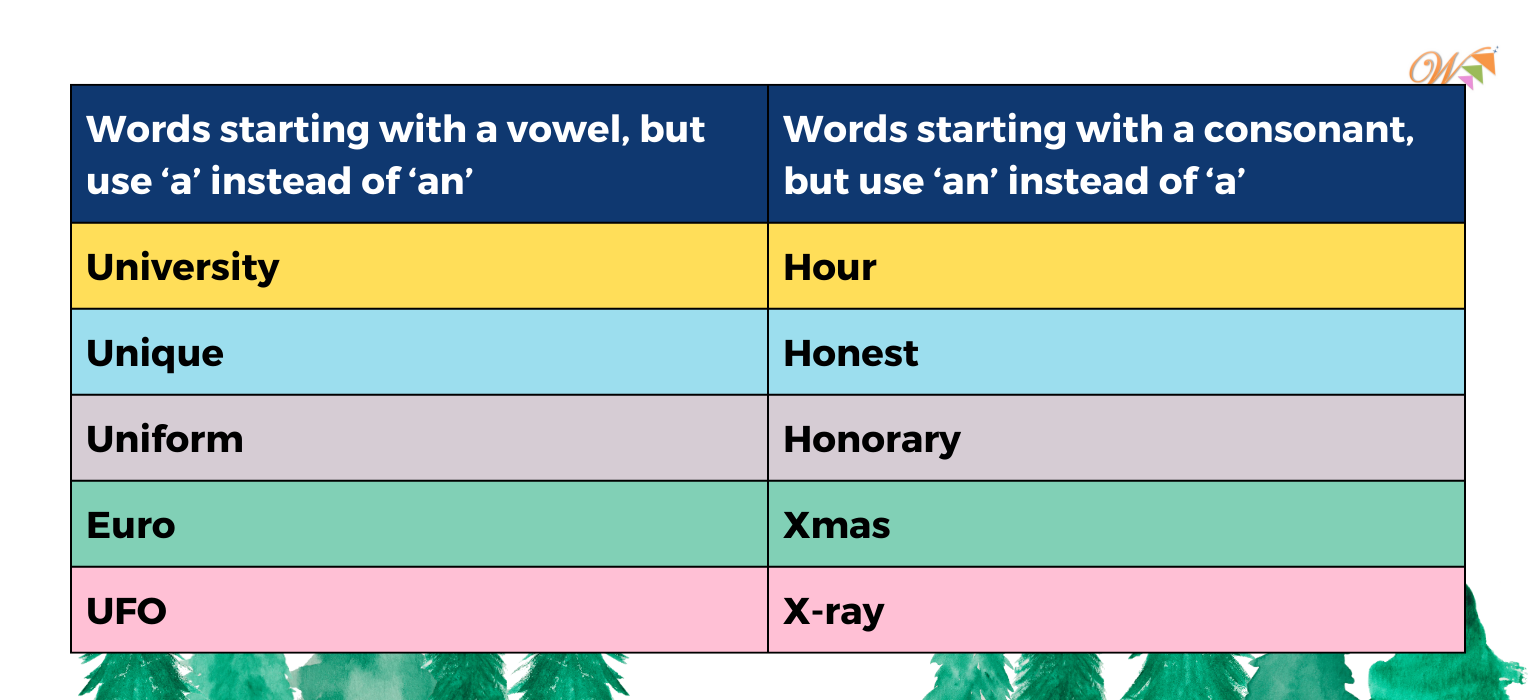 W
Words starting with a vowel, but
use ‘a’ instead of ‘an’
Words starting with a consonant,
but use ‘an’ instead of ‘a’
University
Hour
Unique
Honest
Uniform
Honorary
Euro
Xmas
UFO
X-ray